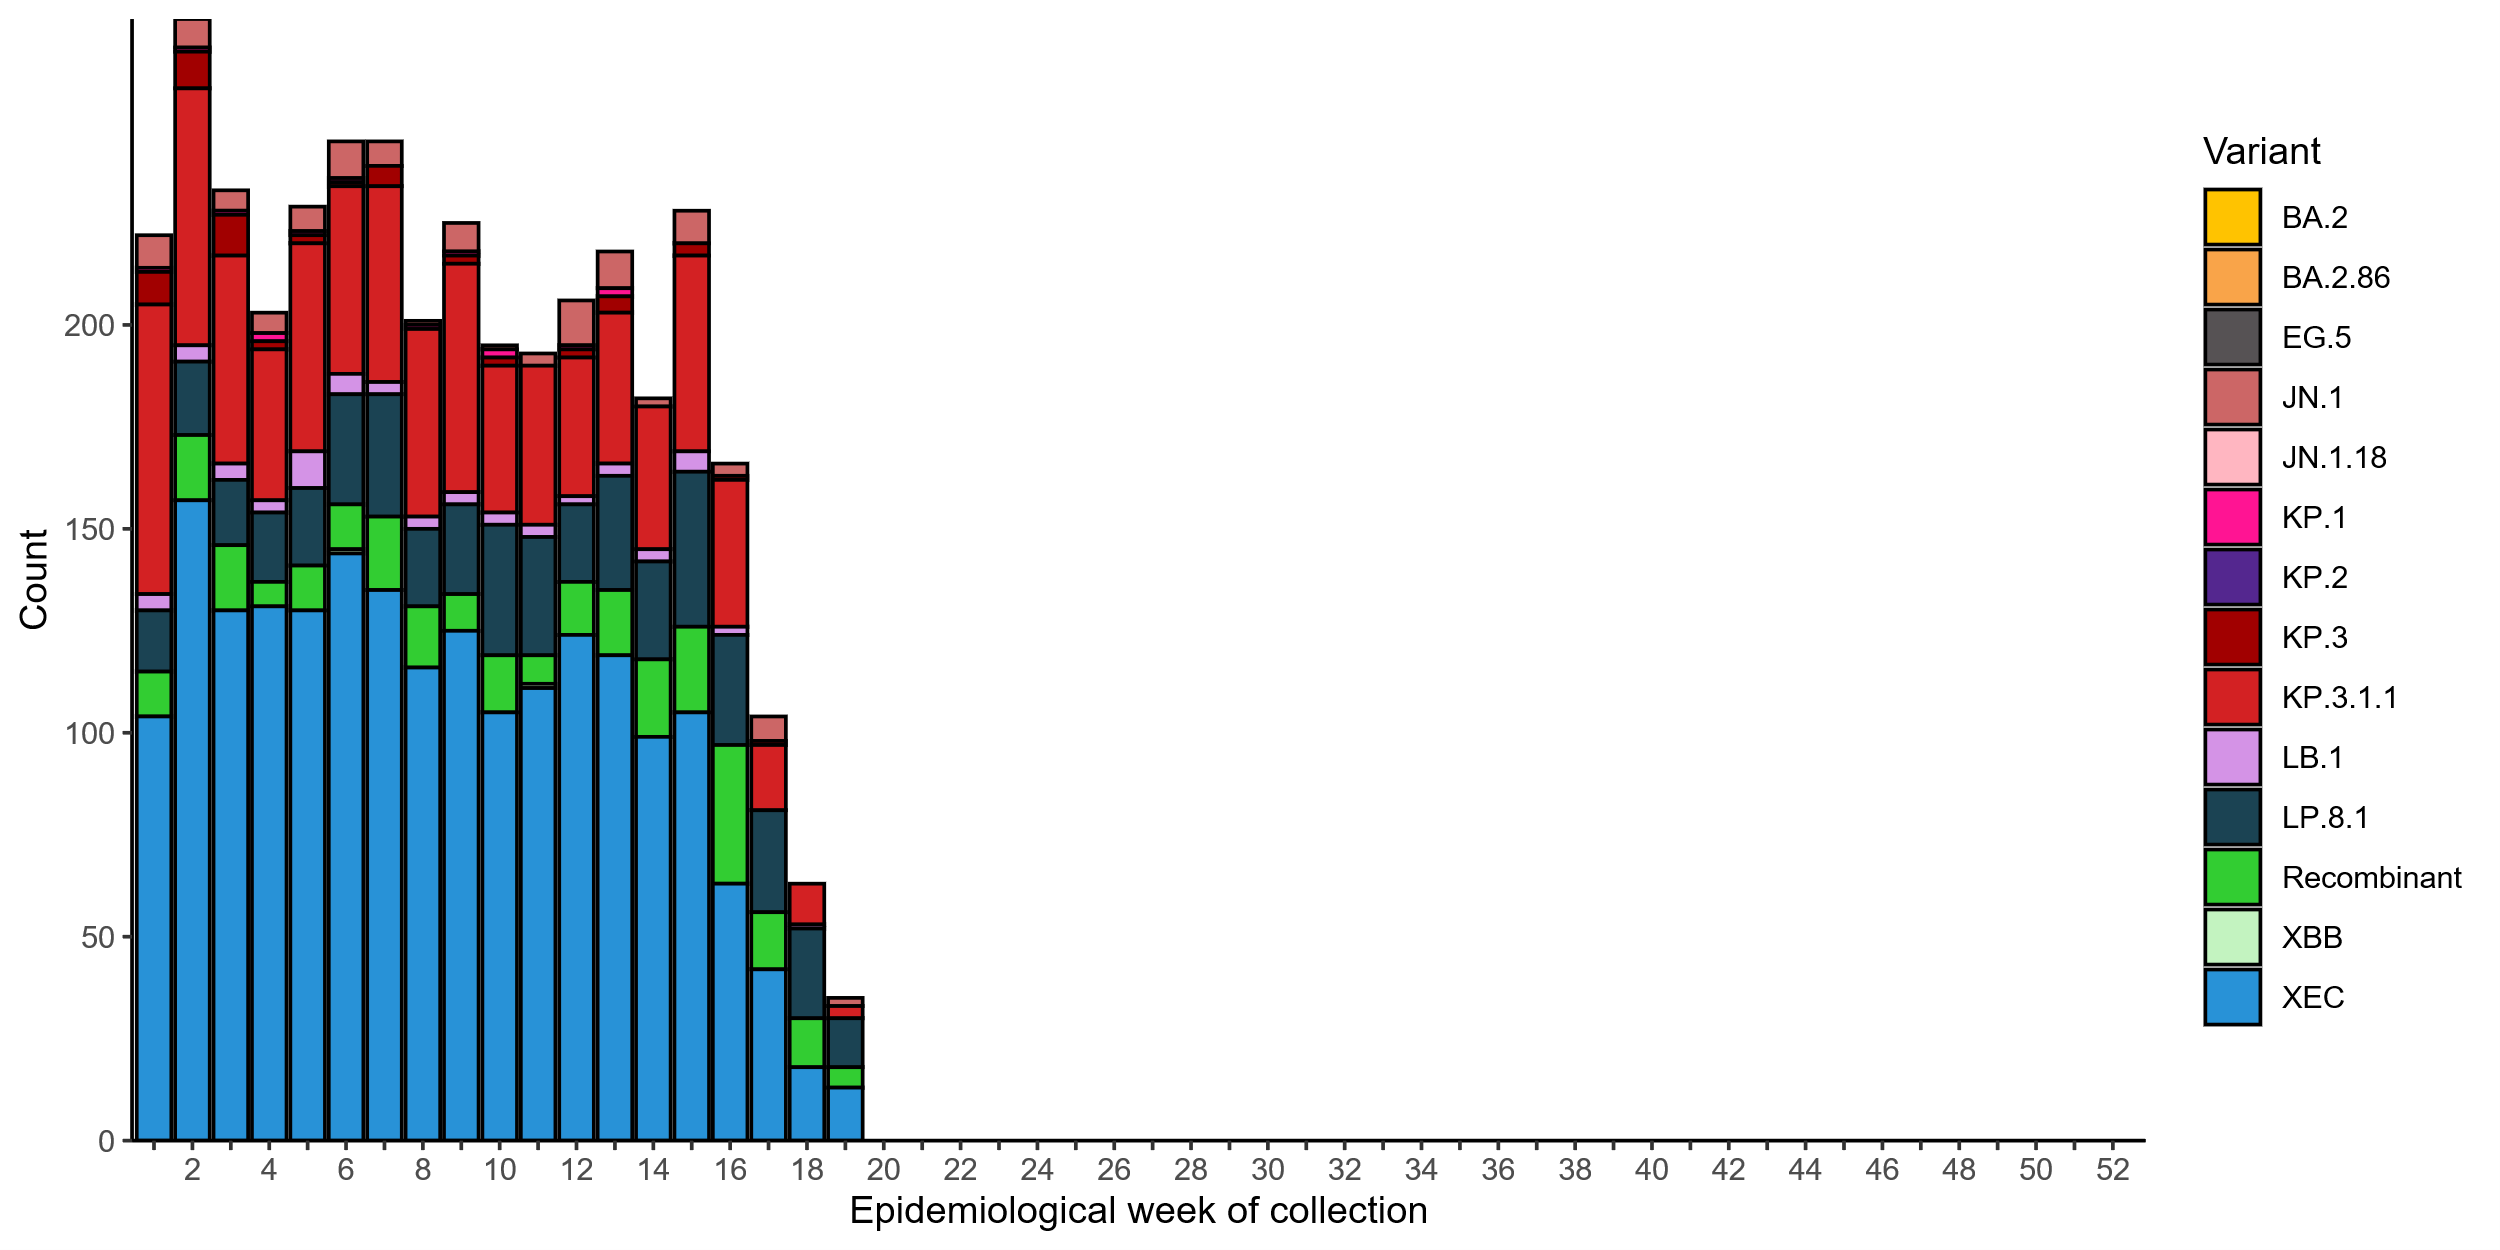 Count
200
150
100
50
0
2 4 6 8 10 12 14 16 18 20 22 24 26 28 30 32 34 36 38 40 42 44 46 48 50 52
Epidemiological week of collection
Variant
BA.2
BA.2.86
EG.5
JN.1
JN.1.18
KP.1
KP.2
KP.3
KP.3.1.1
LB.1
LP.8.1
Recombinant
XBB
XEC